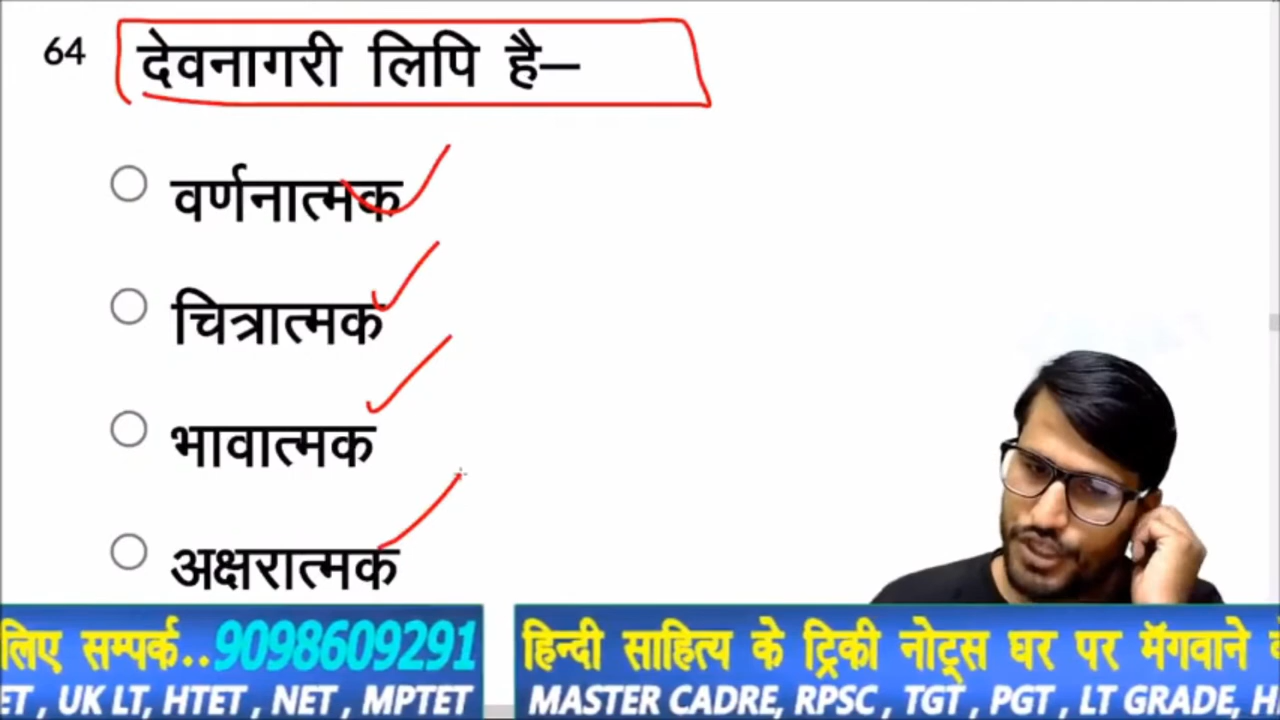 64 देवनागरी लिपि है–
वर्णनात्मक
चित्रात्मक
भावात्मक
अक्षरात्मक
लिए सम्पर्क..9098609291
ET , UK LT, HTET , NET , MPTET
हिन्दी साहित्य के ट्रिकी नोट्स घर पर मॅगवाने
MASTER CADRE, RPSC , TGT , PGT , LT GRADE, H